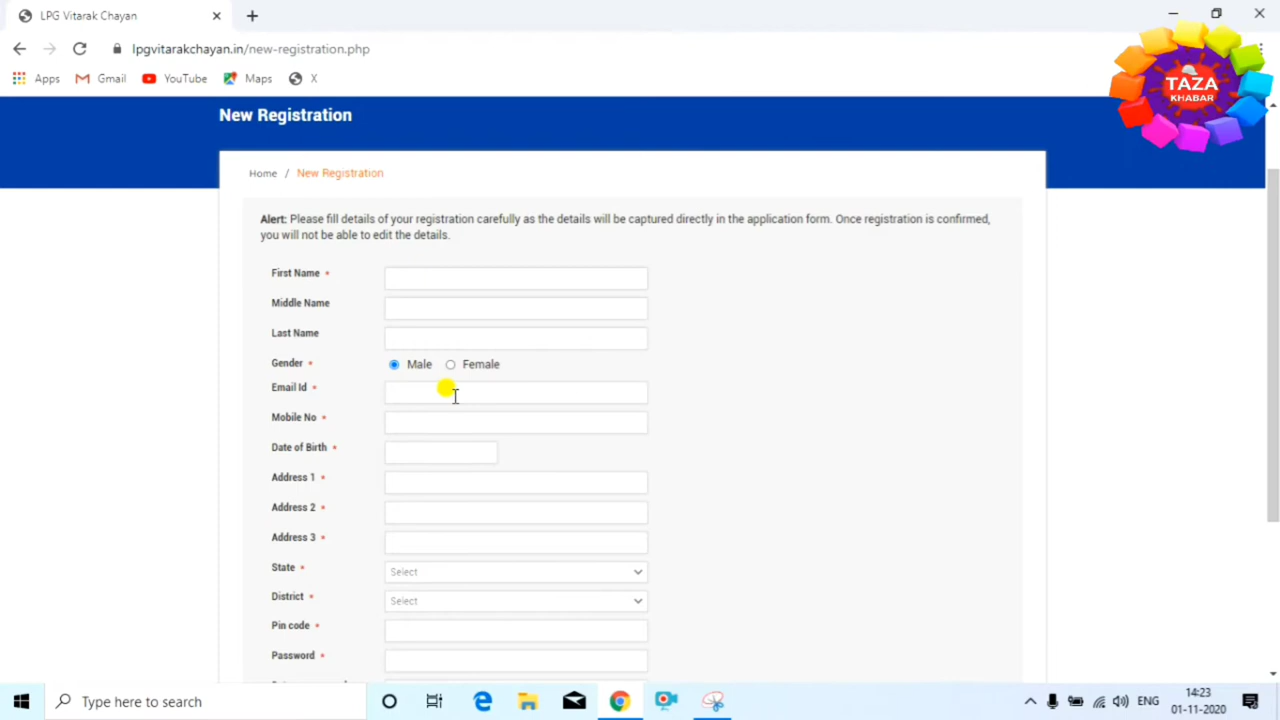 LPG Vitarak Chayan
lpgvitarakchayan.in/new-registration.php
Apps Gmail YouTube Maps X
TAZA
KHABAR
New Registration
Home / New Registration
Alert: Please fill details of your registration carefully as the details will be captured directly in the application form. Once registration is confirmed,
you will not be able to edit the details.
First Name *
Middle Name
Last Name
Gender * Male Female
Email Id *
Mobile No *
Date of Birth *
Address 1 *
Address 2 *
Address 3 *
State * Select
District * Select
Pin code *
Password *
Type here to search
ENG
14:23
01-11-2020